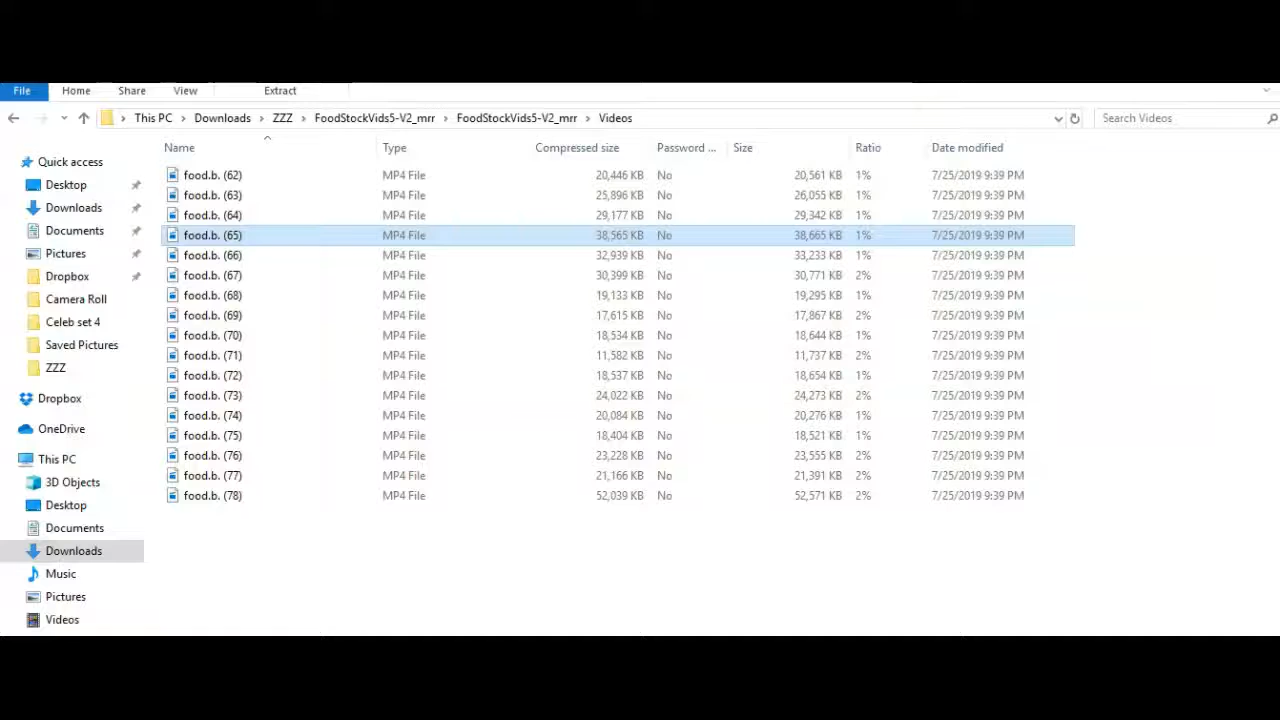 File Home Share View Extract
This PC Downloads ZZZ FoodStockVids5-V2_mrr FoodStockVids5-V2_mrr Videos Search Videos
Name Type Compressed size Password ... Size Ratio Date modified
Quick access
Desktop
Downloads
Documents
Pictures
Dropbox
Camera Roll
Celeb set 4
Saved Pictures
ZZZ
Dropbox
OneDrive
This PC
3D Objects
Desktop
Documents
Downloads
Music
Pictures
Videos
food.b. (62) MP4 File 20,446 KB No 20,561 KB 1% 7/25/2019 9:39 PM
food.b. (63) MP4 File 25,896 KB No 26,055 KB 1% 7/25/2019 9:39 PM
food.b. (64) MP4 File 29,177 KB No 29,342 KB 1% 7/25/2019 9:39 PM
food.b. (65) MP4 File 38,565 KB No 38,665 KB 1% 7/25/2019 9:39 PM
food.b. (66) MP4 File 32,939 KB No 33,233 KB 1% 7/25/2019 9:39 PM
food.b. (67) MP4 File 30,399 KB No 30,771 KB 2% 7/25/2019 9:39 PM
food.b. (68) MP4 File 19,133 KB No 19,295 KB 1% 7/25/2019 9:39 PM
food.b. (69) MP4 File 17,615 KB No 17,867 KB 2% 7/25/2019 9:39 PM
food.b. (70) MP4 File 18,534 KB No 18,644 KB 1% 7/25/2019 9:39 PM
food.b. (71) MP4 File 11,582 KB No 11,737 KB 2% 7/25/2019 9:39 PM
food.b. (72) MP4 File 18,537 KB No 18,654 KB 1% 7/25/2019 9:39 PM
food.b. (73) MP4 File 24,022 KB No 24,273 KB 2% 7/25/2019 9:39 PM
food.b. (74) MP4 File 20,084 KB No 20,276 KB 1% 7/25/2019 9:39 PM
food.b. (75) MP4 File 18,404 KB No 18,521 KB 1% 7/25/2019 9:39 PM
food.b. (76) MP4 File 23,228 KB No 23,555 KB 2% 7/25/2019 9:39 PM
food.b. (77) MP4 File 21,166 KB No 21,391 KB 2% 7/25/2019 9:39 PM
food.b. (78) MP4 File 52,039 KB No 52,571 KB 2% 7/25/2019 9:39 PM